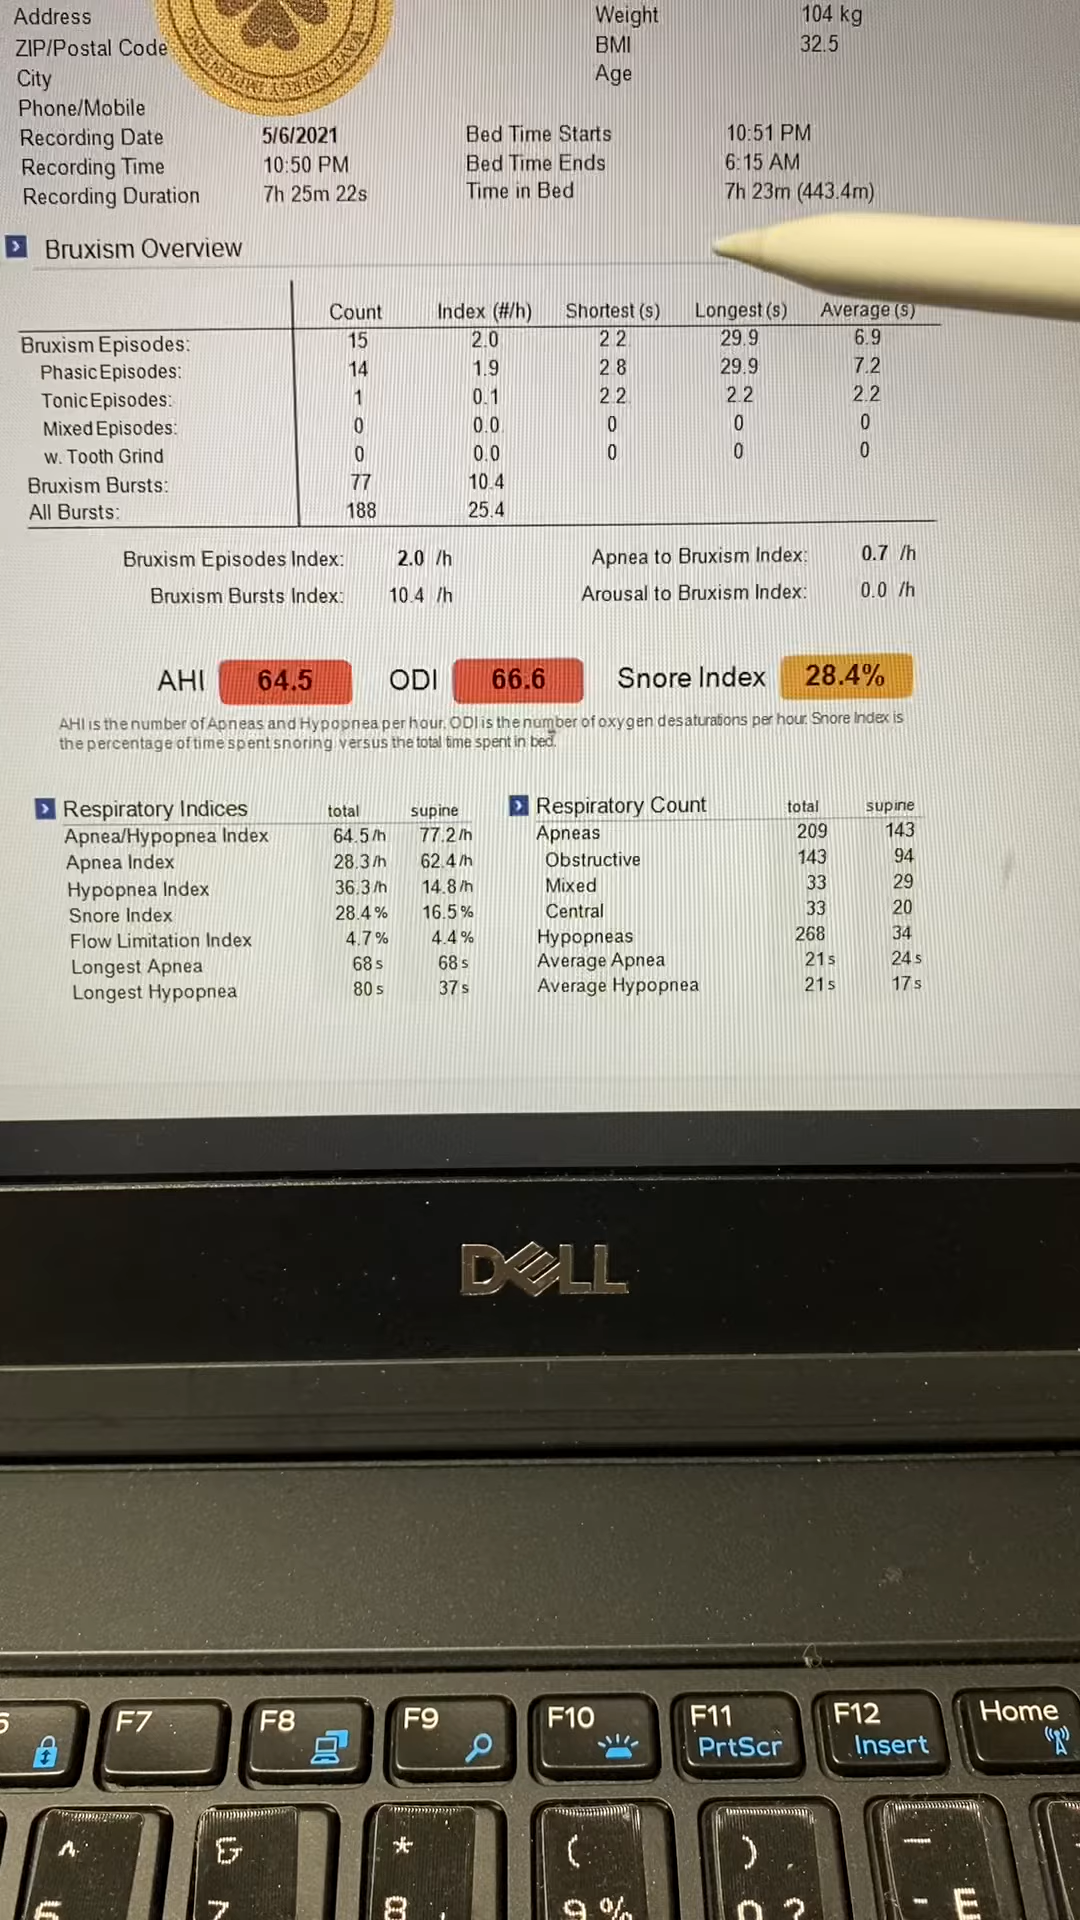 Address Weight 104 kg
ZIP/Postal Code BMI 32.5
City Age
Phone/Mobile
Recording Date 5/6/2021 Bed Time Starts 10:51 PM
Recording Time 10:50 PM Bed Time Ends 6:15 AM
Recording Duration 7h 25m 22s Time in Bed 7h 23m (443.4m)
Bruxism Overview
Count Index (#/h) Shortest (s) Longest (s) Average (s)
Bruxism Episodes: 15 2.0 2.2 29.9 6.9
Phasic Episodes: 14 1.9 2.8 29.9 7.2
Tonic Episodes: 1 0.1 2.2 2.2 2.2
Mixed Episodes: 0 0.0 0 0 0
w. Tooth Grind 0 0.0 0 0 0
Bruxism Bursts: 77 10.4
All Bursts: 188 25.4
Bruxism Episodes Index: 2.0 /h Apnea to Bruxism Index: 0.7 /h
Bruxism Bursts Index: 10.4 /h Arousal to Bruxism Index: 0.0 /h
AHI 64.5 ODI 66.6 Snore Index 28.4%
AHI is the number of Apneas and Hypopnea per hour. ODI is the number of oxygen desaturations per hour. Snore Index is
the percentage of time spent snoring versus the total time spent in bed.
Respiratory Indices total supine
Apnea/Hypopnea Index 64.5/h 77.2/h
Apnea Index 28.3/h 62.4/h
Hypopnea Index 36.3/h 14.8/h
Snore Index 28.4% 16.5%
Flow Limitation Index 4.7% 4.4%
Longest Apnea 68 s 68 s
Longest Hypopnea 80 s 37 s
Respiratory Count total supine
Apneas 209 143
Obstructive 143 94
Mixed 33 29
Central 33 20
Hypopneas 268 34
Average Apnea 21 s 24 s
Average Hypopnea 21 s 17 s
DELL
F7 F8 F9 F10 F11 F12 Home
PrtScr Insert
^ & * ( ) _
6 7 8 9 % 0 ? - E